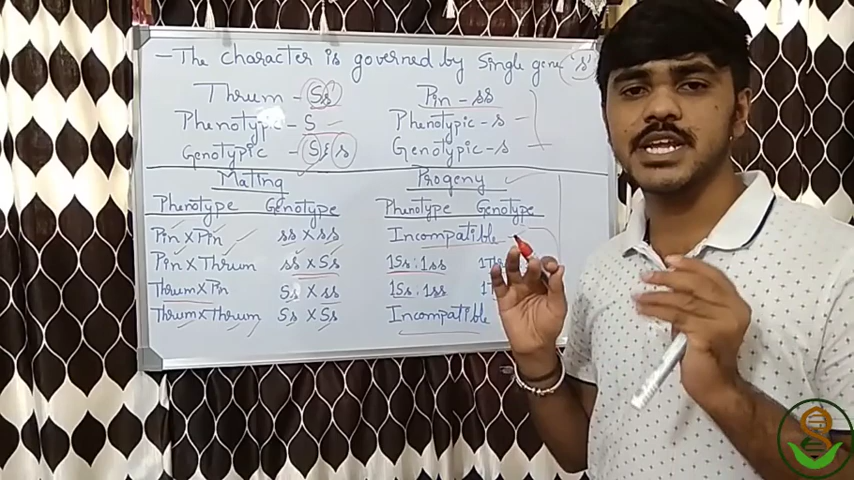 - The character is governed by Single gene 's'
Thrum - Ss Pin - ss
Phenotypic - S Phenotypic - s
Genotypic - S & s Genotypic - s
Mating Progeny
Phenotype Genotype Phenotype Genotype
Pin X Pin ss X ss Incompatible
Pin X Thrum ss X Ss 1Ss : 1ss
Thrum X Pin Ss X ss 1Ss : 1ss
Thrum X Thrum Ss X Ss Incompatible